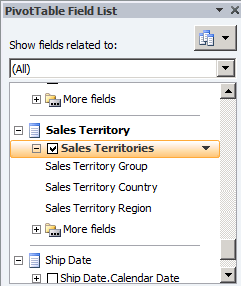 PivotTable Field List
Show fields related to:
(All)
More fields
Sales Territory
Sales Territories
Sales Territory Group
Sales Territory Country
Sales Territory Region
More fields
Ship Date
Ship Date.Calendar Date